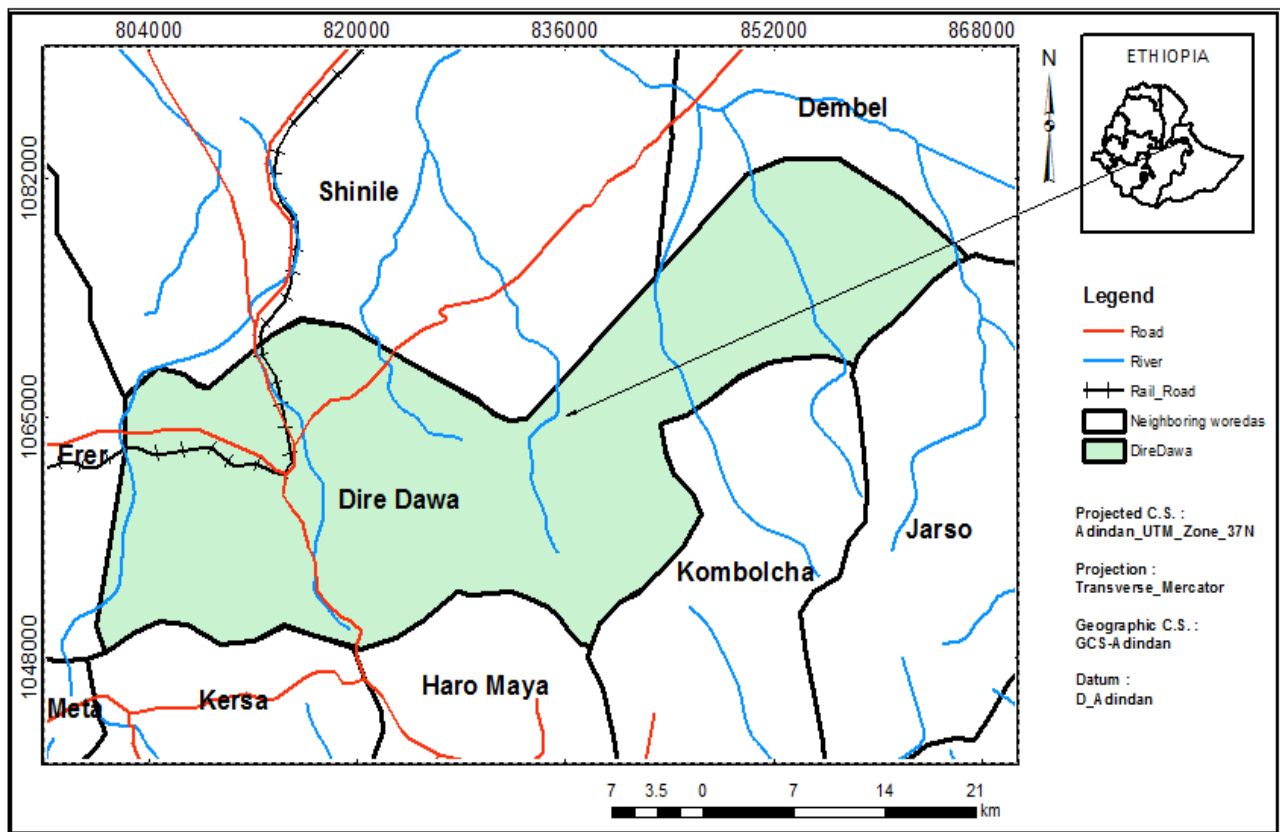 804000 820000 836000 852000 868000
ETHIOPIA
N
Dembel
1082000
Shinile
Legend
Road
River
Rail_Road
Neighboring woredas
DireDawa
1065000
Erer
Dire Dawa
Jarso
Kombolcha
Projected C.S. :
Adindan_UTM_Zone_37N
Projection :
Transverse_Mercator
Geographic C.S. :
GCS-Adindan
Datum :
D_Adindan
1048000
Haro Maya
Kersa
Meta
7 3.5 0 7 14 21
km